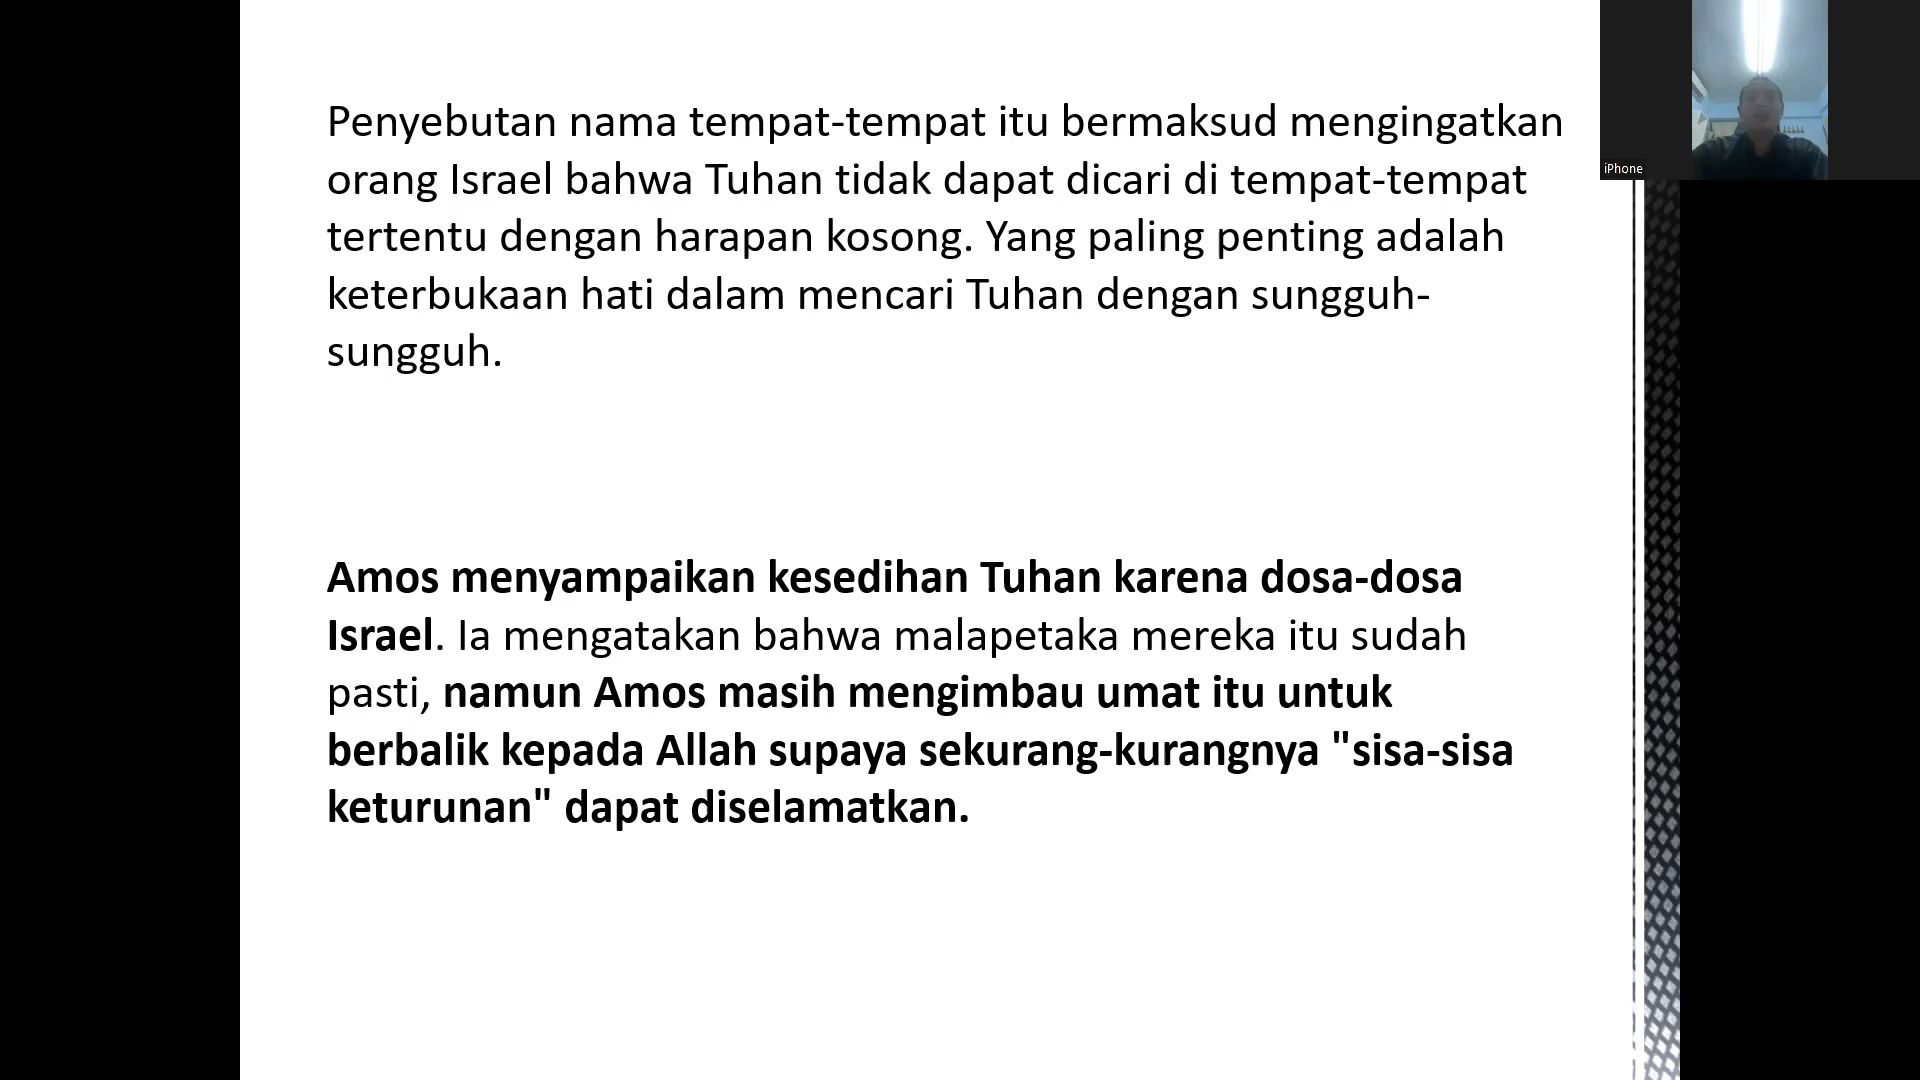 Penyebutan nama tempat-tempat itu bermaksud mengingatkan
orang Israel bahwa Tuhan tidak dapat dicari di tempat-tempat
tertentu dengan harapan kosong. Yang paling penting adalah
keterbukaan hati dalam mencari Tuhan dengan sungguh-
sungguh.
Amos menyampaikan kesedihan Tuhan karena dosa-dosa
Israel. Ia mengatakan bahwa malapetaka mereka itu sudah
pasti, namun Amos masih mengimbau umat itu untuk
berbalik kepada Allah supaya sekurang-kurangnya "sisa-sisa
keturunan" dapat diselamatkan.
iPhone